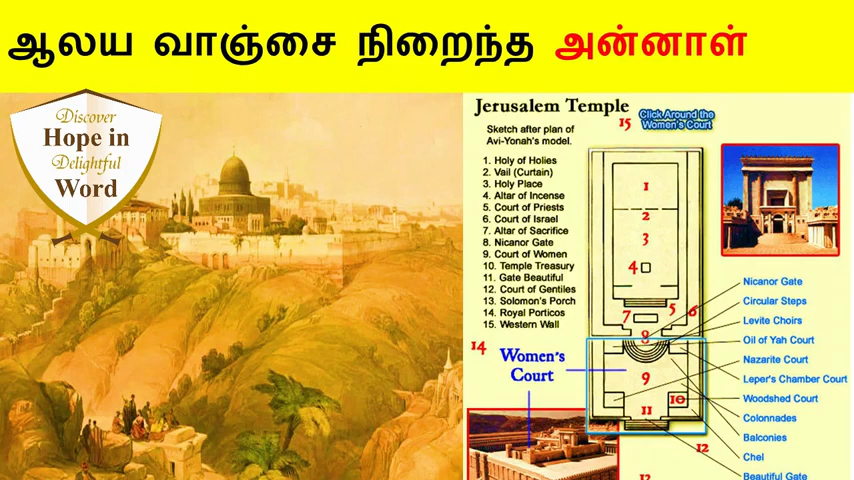 ஆலய வாஞ்சை நிறைந்த அன்னாள்
Discover
Hope in
Delightful
Word
Jerusalem Temple
15
Click Around the
Women's Court
Sketch after plan of
Avi-Yonah's model.
1. Holy of Holies
2. Vail (Curtain)
3. Holy Place
4. Altar of Incense
5. Court of Priests
6. Court of Israel
7. Altar of Sacrifice
8. Nicanor Gate
9. Court of Women
10. Temple Treasury
11. Gate Beautiful
12. Court of Gentiles
13. Solomon's Porch
14. Royal Porticos
15. Western Wall
1
2
3
4
5
6
7
8
14
Women's
Court
9
10
11
12
12
Nicanor Gate
Circular Steps
Levite Choirs
Oil of Yah Court
Nazarite Court
Leper's Chamber Court
Woodshed Court
Colonnades
Balconies
Chel
Beautiful Gate